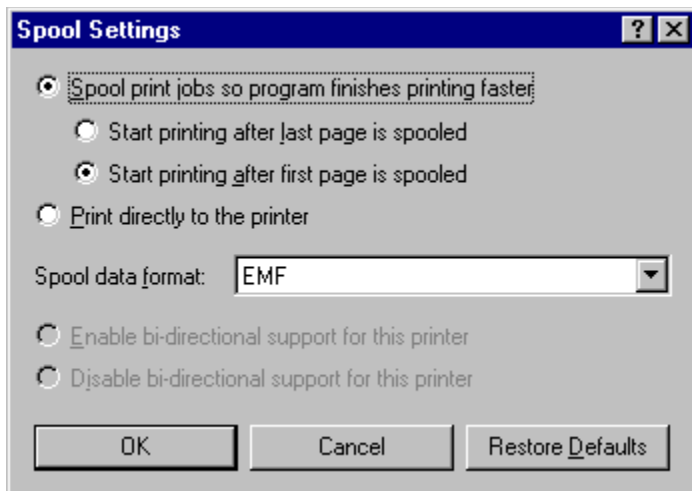 Spool Settings
Spool print jobs so program finishes printing faster
Start printing after last page is spooled
Start printing after first page is spooled
Print directly to the printer
Spool data format: EMF
Enable bi-directional support for this printer
Disable bi-directional support for this printer
OK Cancel Restore Defaults